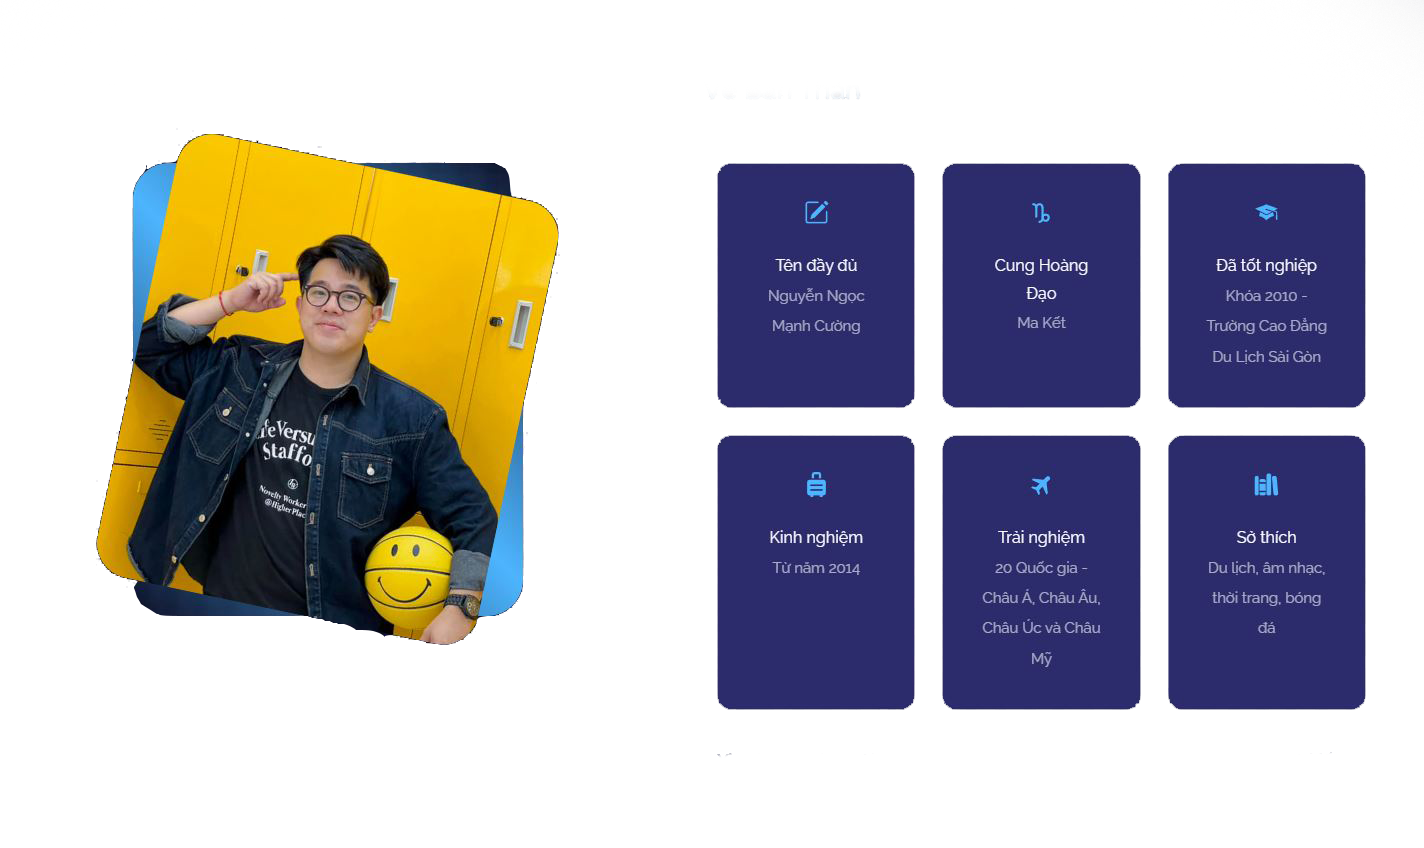 ife Versu
Staffo
Novelty Worker
@HigherPlac
Tên đầy đủ
Nguyễn Ngọc
Mạnh Cường
Cung Hoàng
Đạo
Ma Kết
Đã tốt nghiệp
Khóa 2010 -
Trường Cao Đẳng
Du Lịch Sài Gòn
Kinh nghiệm
Từ năm 2014
Trải nghiệm
20 Quốc gia -
Châu Á, Châu Âu,
Châu Úc và Châu
Mỹ
Sở thích
Du lịch, âm nhạc,
thời trang, bóng
đá